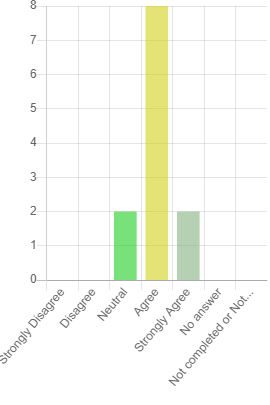 8
7
6
5
4
3
2
1
0
Strongly Disagree
Disagree
Neutral
Agree
Strongly Agree
No answer
Not completed or Not...